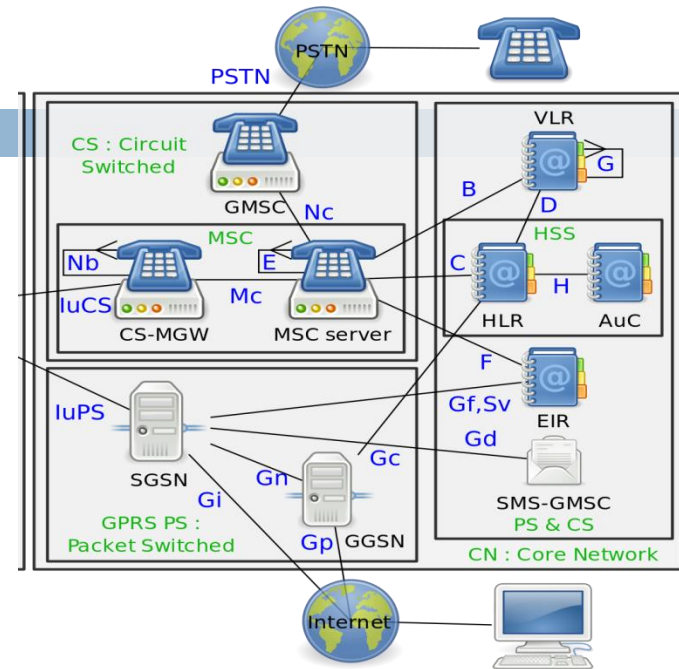 PSTN
PSTN
CS : Circuit
Switched
VLR
G
B
D
GMSC
Nc
MSC
HSS
Nb
E
C
H
IuCS
Mc
CS-MGW
MSC server
HLR
AuC
F
IuPS
Gf,Sv
EIR
Gd
SGSN
Gn
Gc
Gi
SMS-GMSC
GPRS PS :
Packet Switched
Gp
GGSN
PS & CS
CN : Core Network
Internet